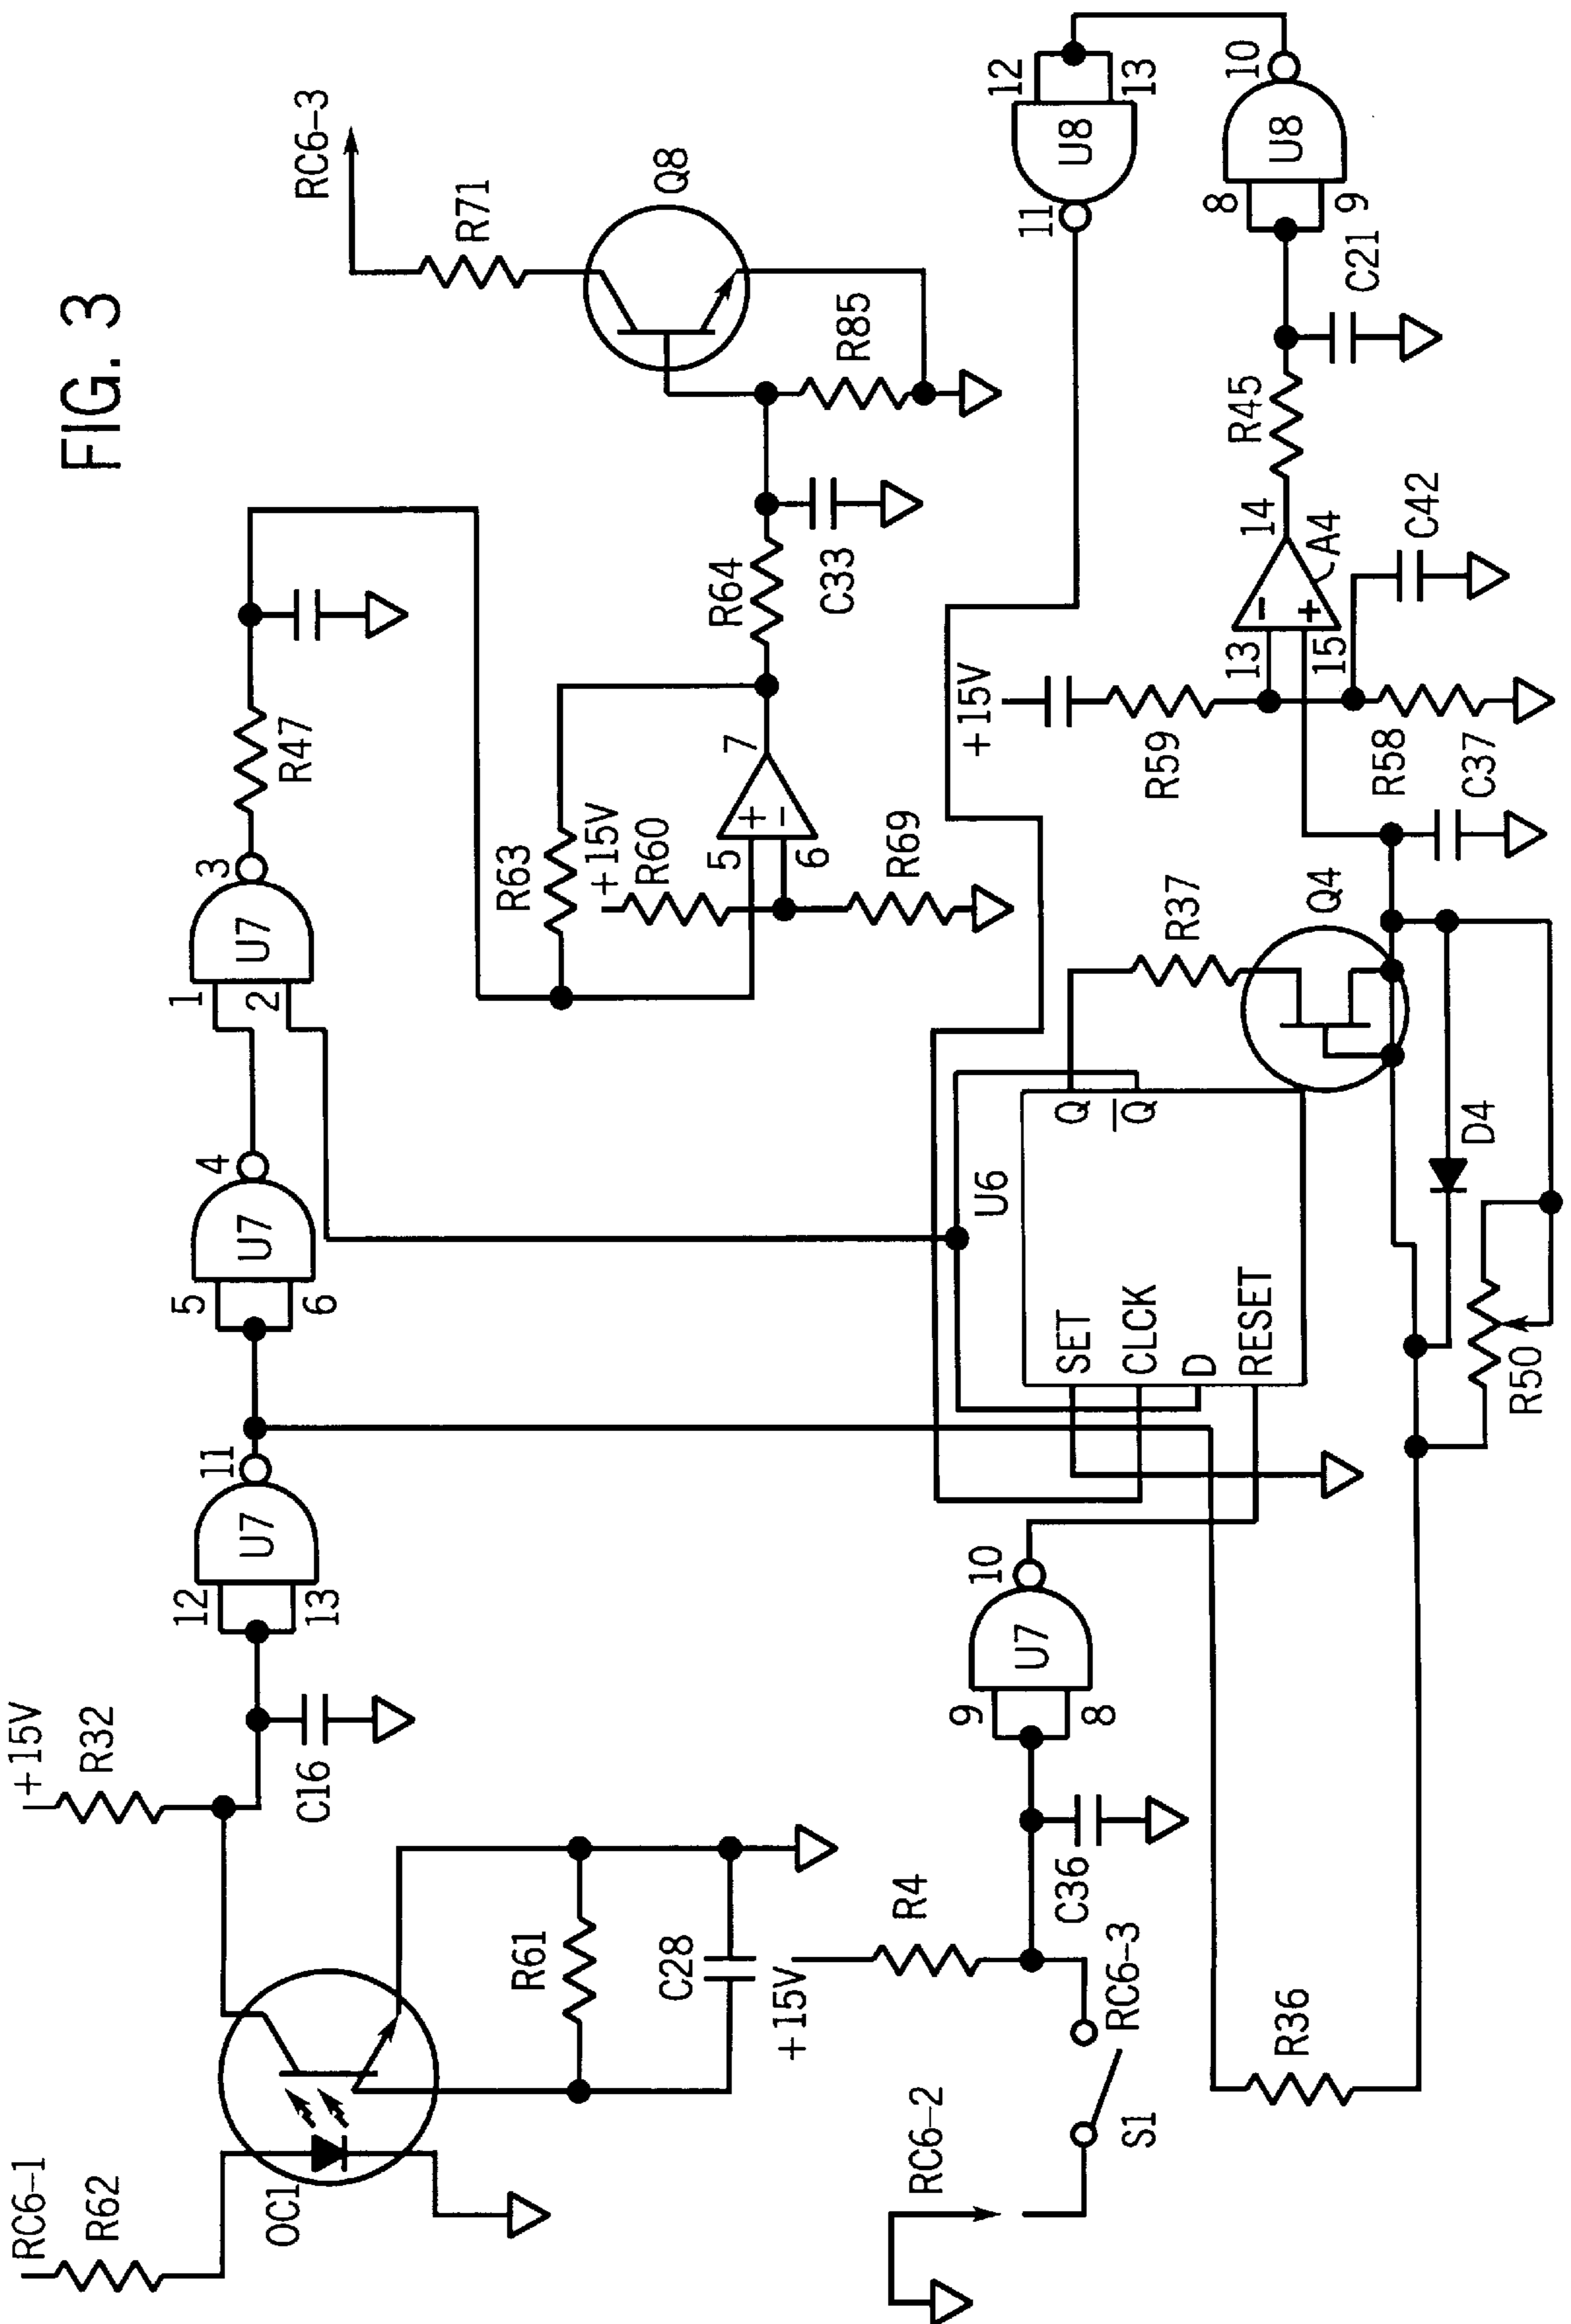 FIG. 3
RC6-1
R62
OC1
+15V
R32
C16
R61
C28
12
13
U7
11
5
6
U7
4
1
2
U7
3
R47
R63
+15V
R60
5
6
+
−
7
R69
R64
C33
R85
Q8
R71
RC6-3
RC6-2
S1
RC6-3
+15V
R4
C36
9
8
U7
10
R36
U6
SET
CLCK
D
RESET
Q
Q̅
R37
Q4
D4
R50
C37
+15V
R59
R58
13
15
−
+
14
A4
C42
R45
C21
8
9
U8
10
12
13
U8
11